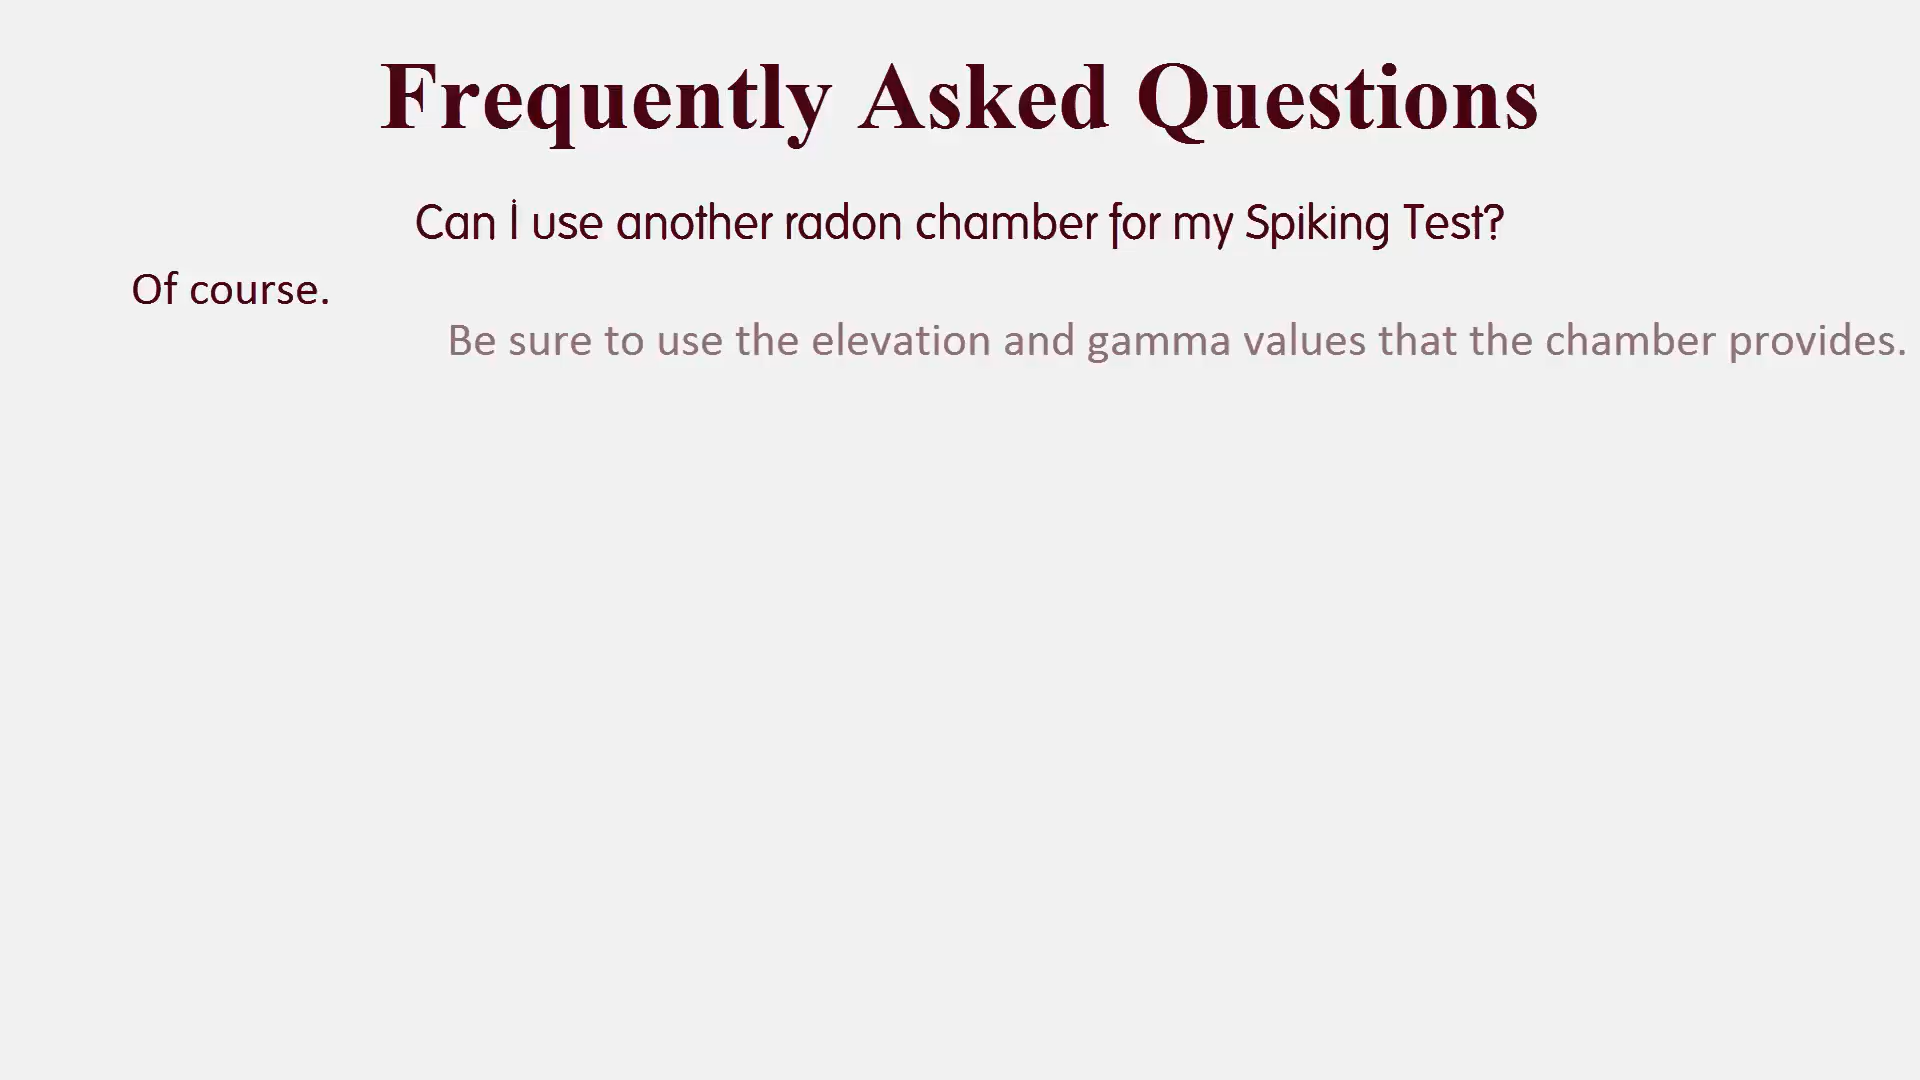 Frequently Asked Questions
Can I use another radon chamber for my Spiking Test?
Of course.
Be sure to use the elevation and gamma values that the chamber provides.